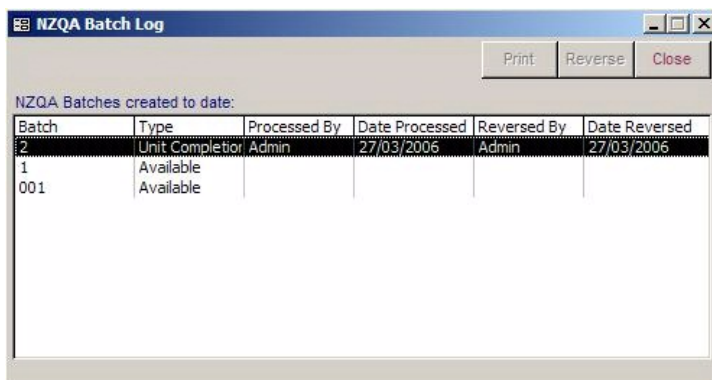 NZQA Batch Log
Print Reverse Close
NZQA Batches created to date:
Batch Type Processed By Date Processed Reversed By Date Reversed
2 Unit Completion Admin 27/03/2006 Admin 27/03/2006
1 Available
001 Available